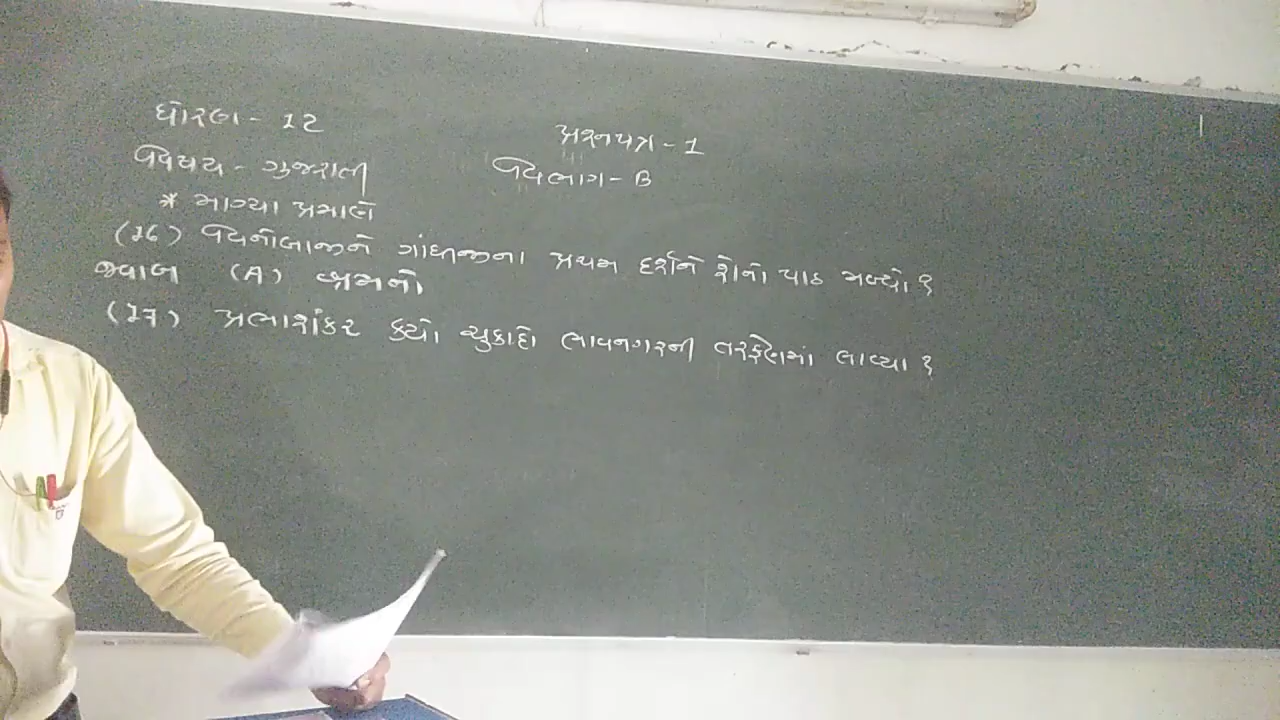 ધોરણ - 12
પ્રશ્નપત્ર - 1
વિષય - ગુજરાતી
વિભાગ - B
* માગ્યા પ્રમાણે
(16) વિનોબાજીને ગાંધીજીના પ્રથમ દર્શને શેનો પાઠ મળ્યો ?
જવાબ (A) શ્રમનો
(17) પ્રભાશંકર કયો ચુકાદો ભાવનગરની તરફેણમાં લાવ્યા ?